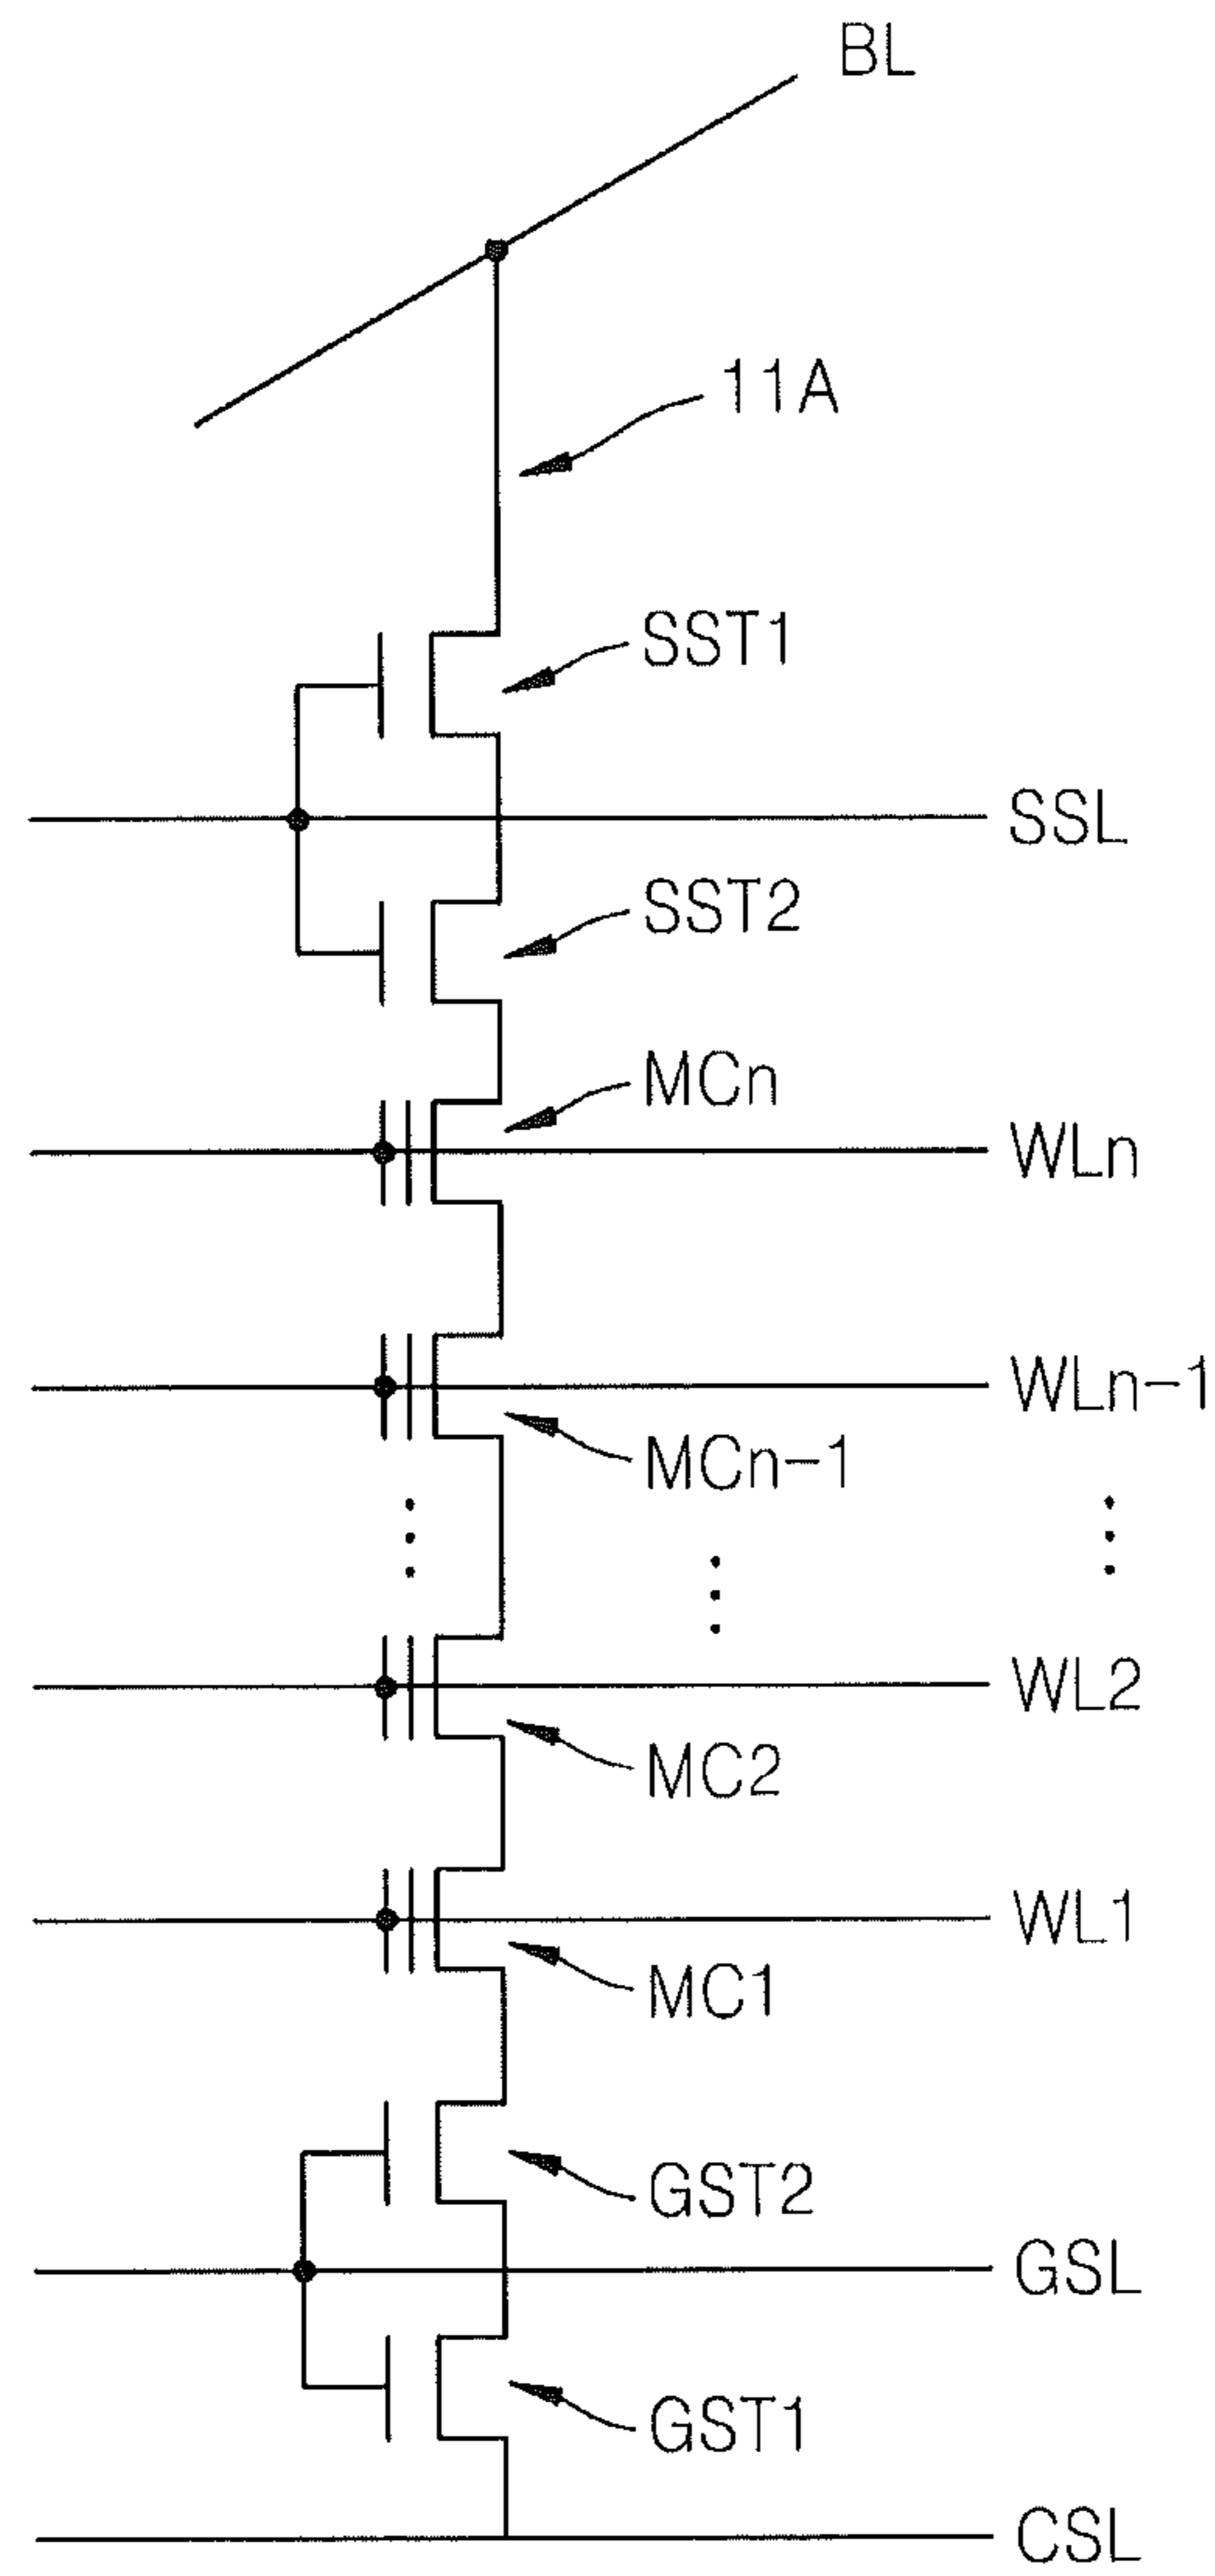 BL
11A
SST1
SSL
SST2
MCn
WLn
WLn-1
MCn-1
WL2
MC2
WL1
MC1
GST2
GSL
GST1
CSL